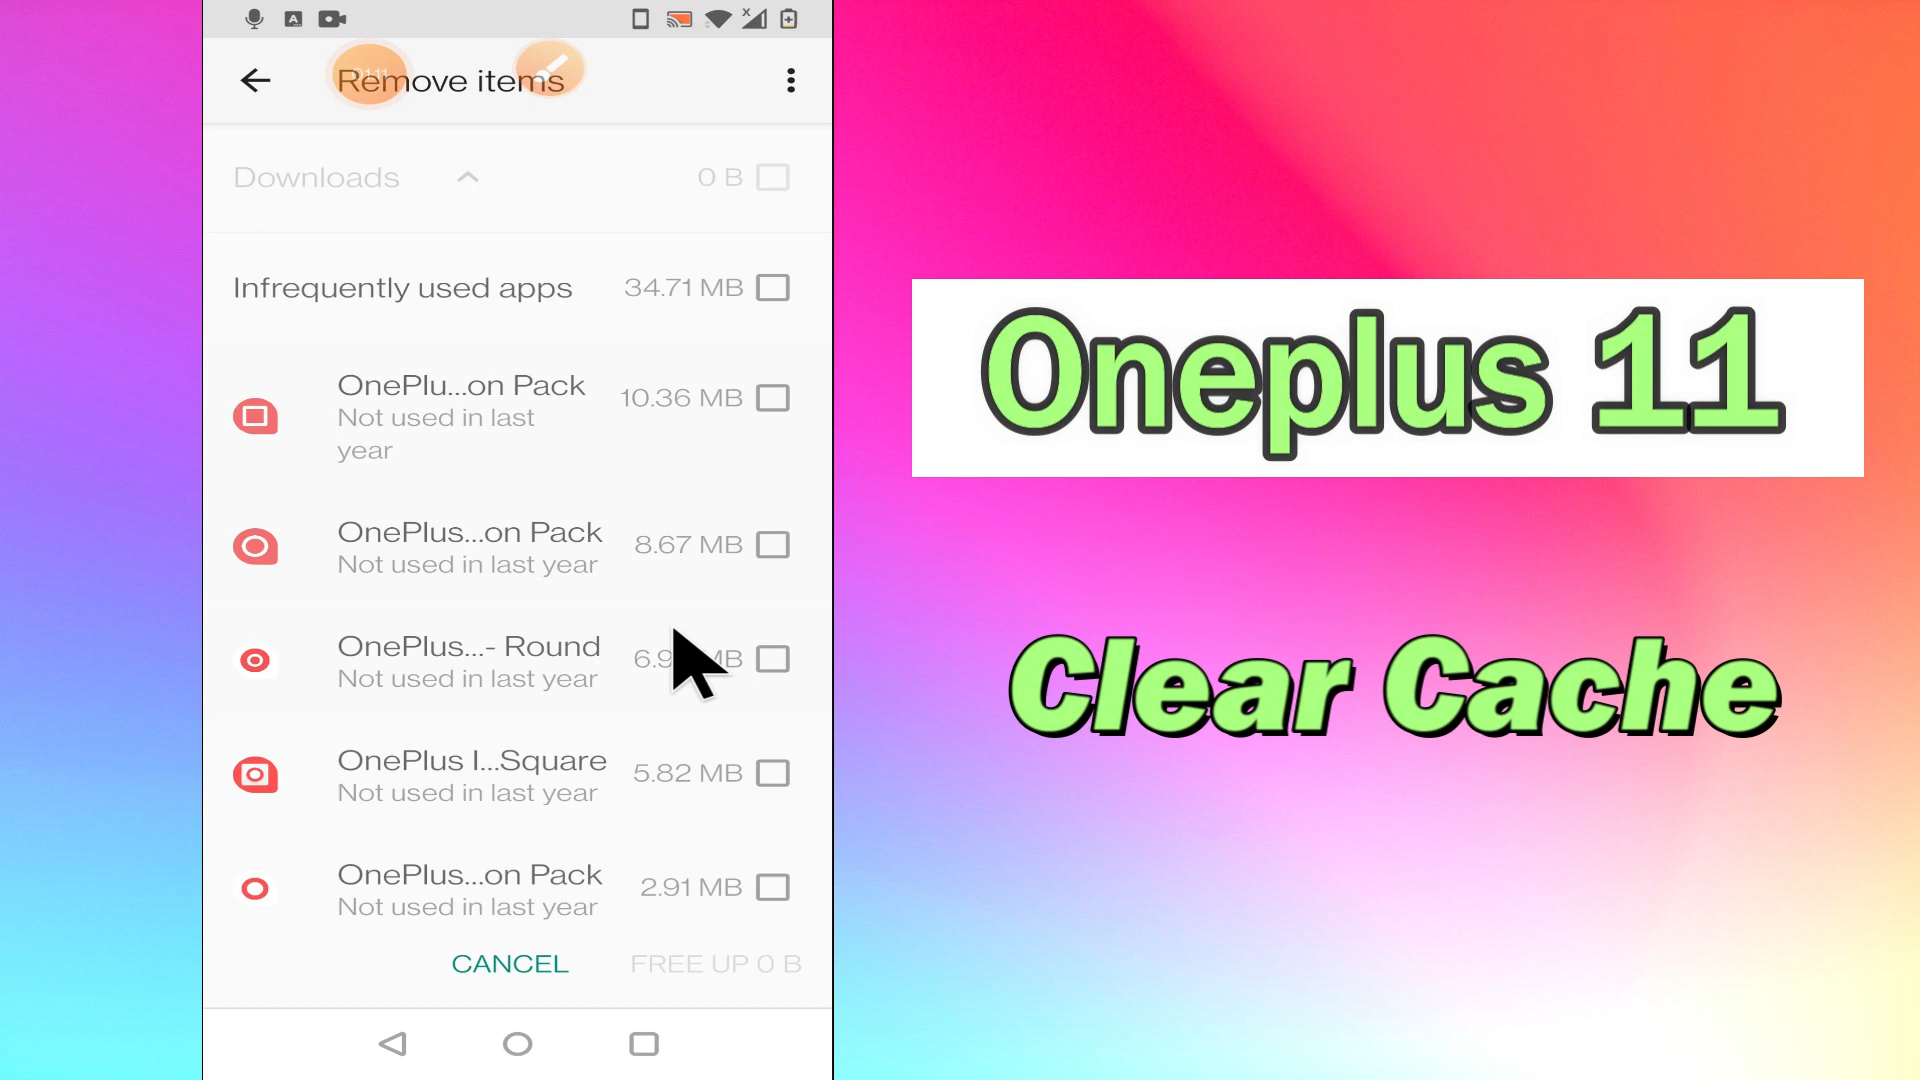 Remove items
Downloads 0 B
Infrequently used apps 34.71 MB
OnePlu...on Pack 10.36 MB
Not used in last
year
OnePlus...on Pack 8.67 MB
Not used in last year
OnePlus...- Round MB
Not used in last year
OnePlus I...Square 5.82 MB
Not used in last year
OnePlus...on Pack 2.91 MB
Not used in last year
CANCEL FREE UP 0 B
Oneplus 11
Clear Cache